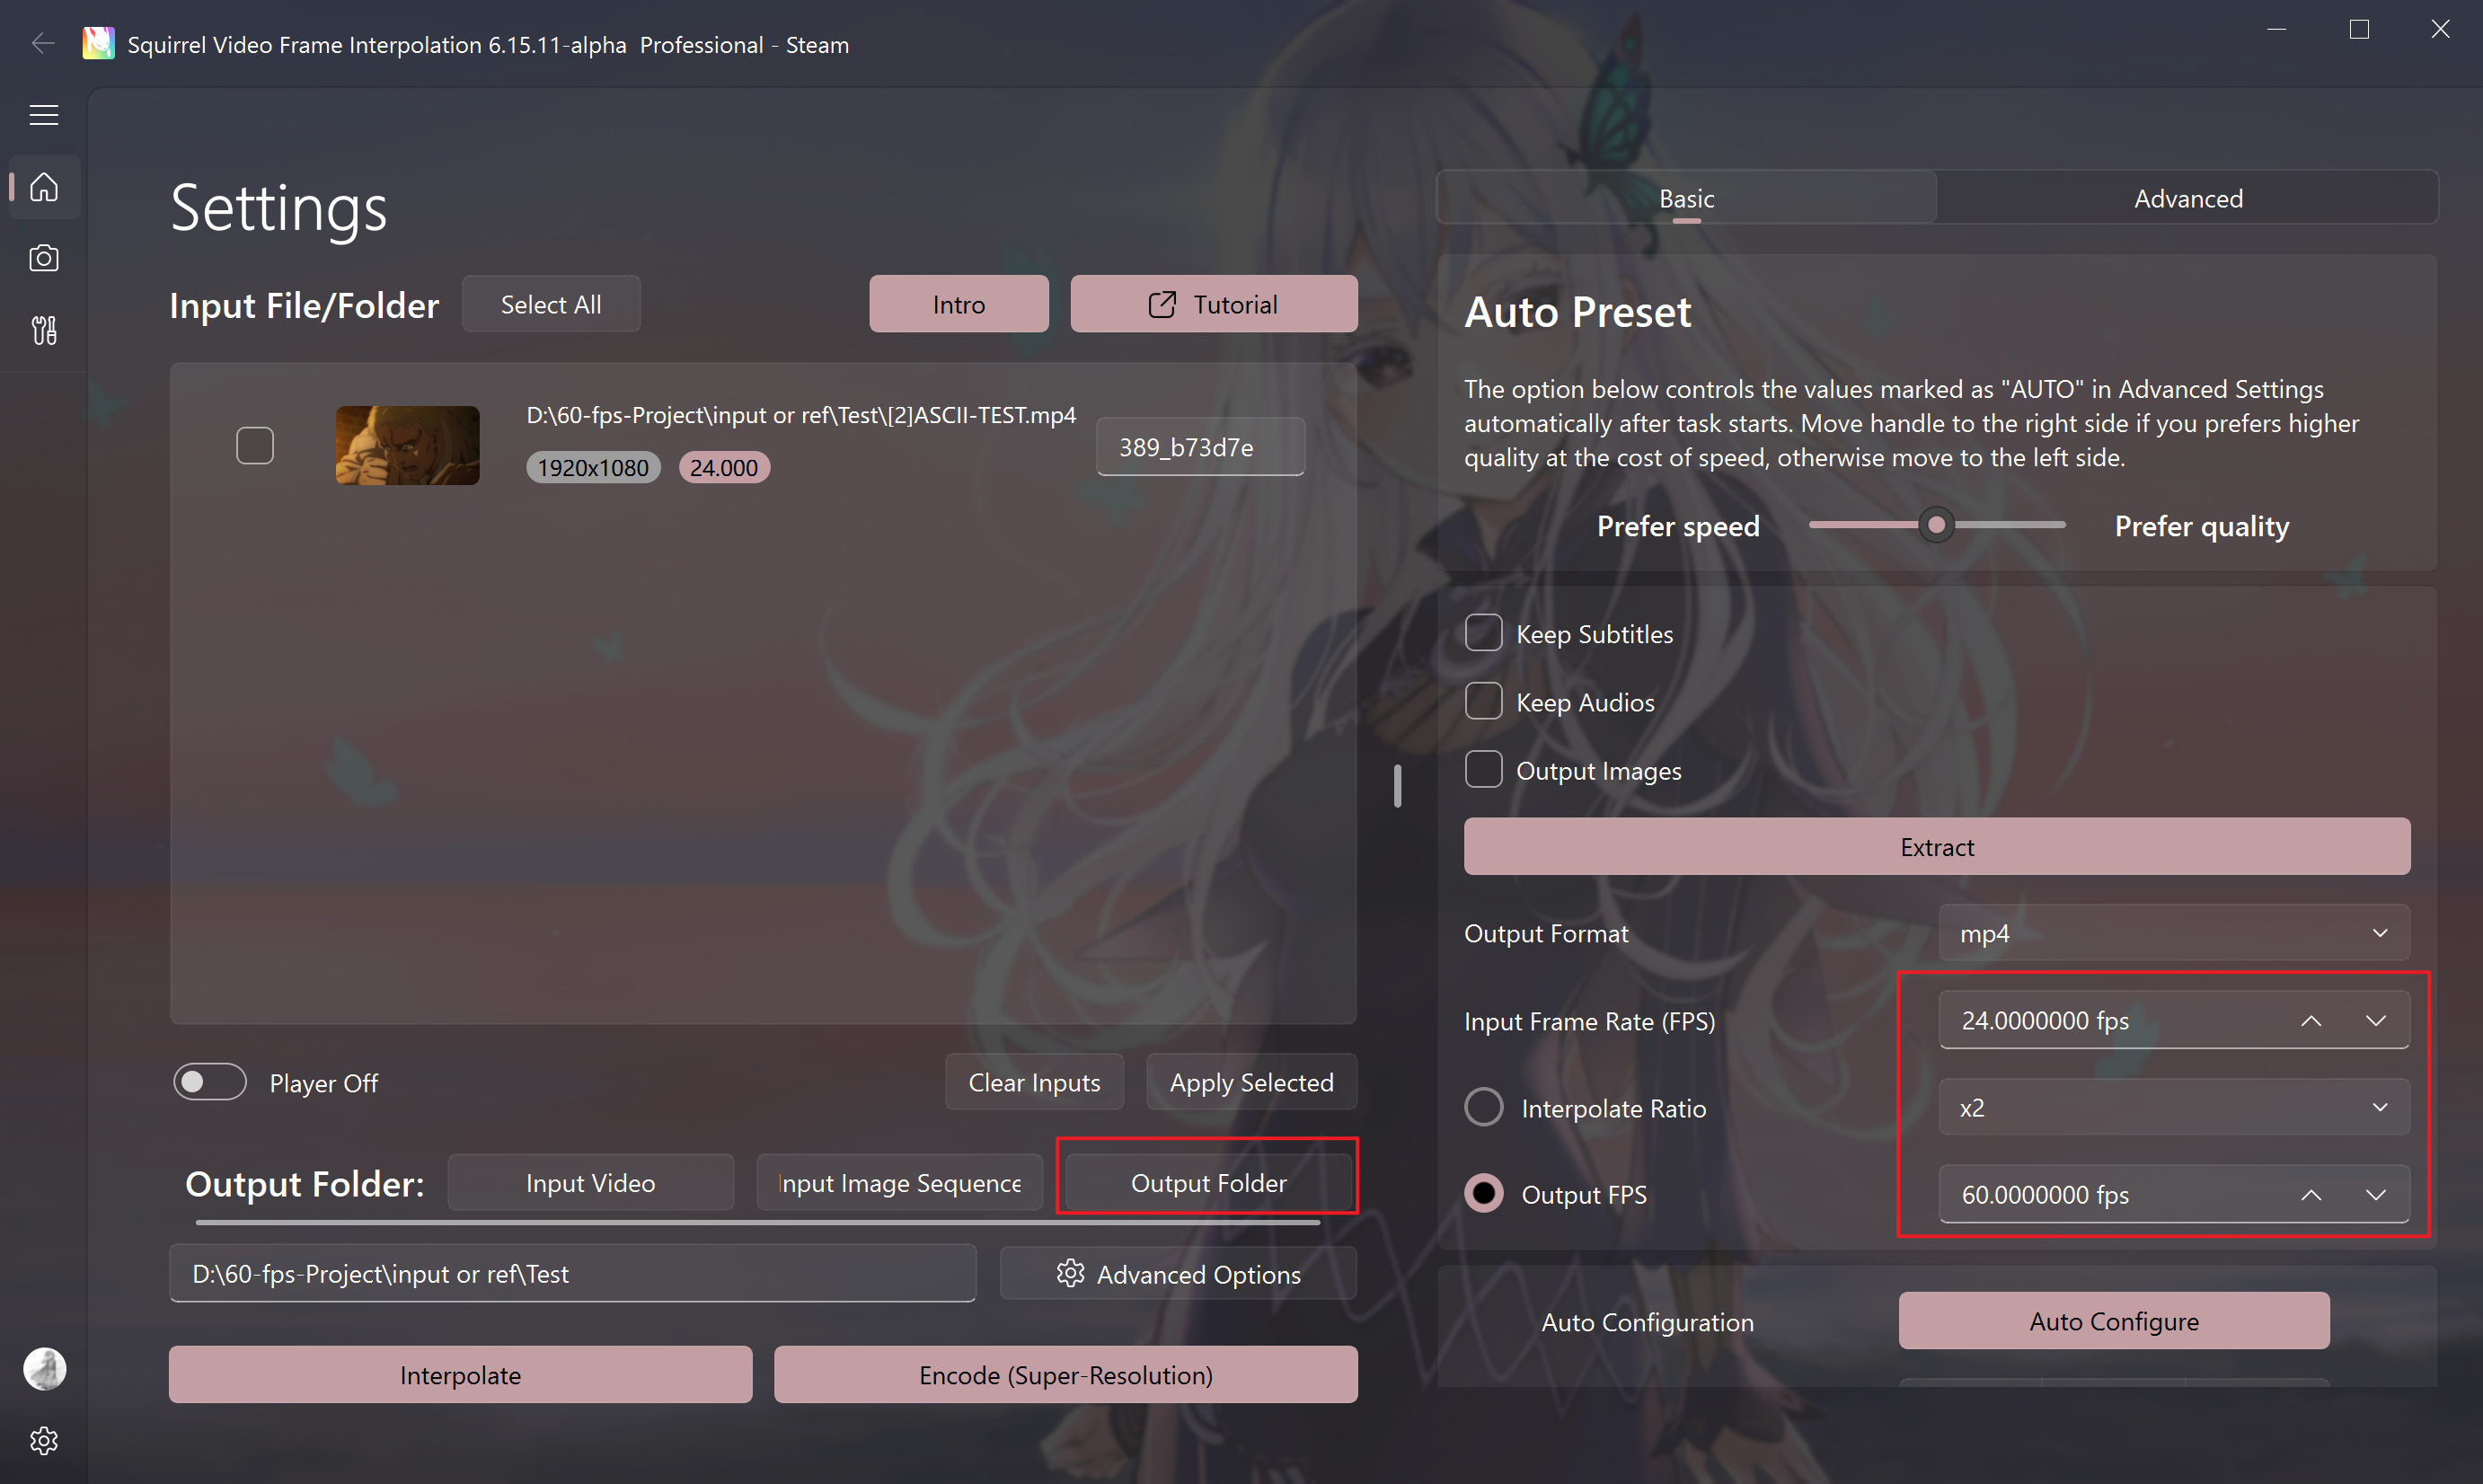 Squirrel Video Frame Interpolation 6.15.11-alpha  Professional - Steam
Settings
Input File/Folder
Select All
Intro
Tutorial
D:\60-fps-Project\input or ref\Test\[2]ASCII-TEST.mp4
1920x1080
24.000
389_b73d7e
Player Off
Clear Inputs
Apply Selected
Output Folder:
Input Video
Input Image Sequence
Output Folder
D:\60-fps-Project\input or ref\Test
Advanced Options
Interpolate
Encode (Super-Resolution)
Basic
Advanced
Auto Preset
The option below controls the values marked as "AUTO" in Advanced Settings
automatically after task starts. Move handle to the right side if you prefers higher
quality at the cost of speed, otherwise move to the left side.
Prefer speed
Prefer quality
Keep Subtitles
Keep Audios
Output Images
Extract
Output Format
mp4
Input Frame Rate (FPS)
24.0000000 fps
Interpolate Ratio
x2
Output FPS
60.0000000 fps
Auto Configuration
Auto Configure